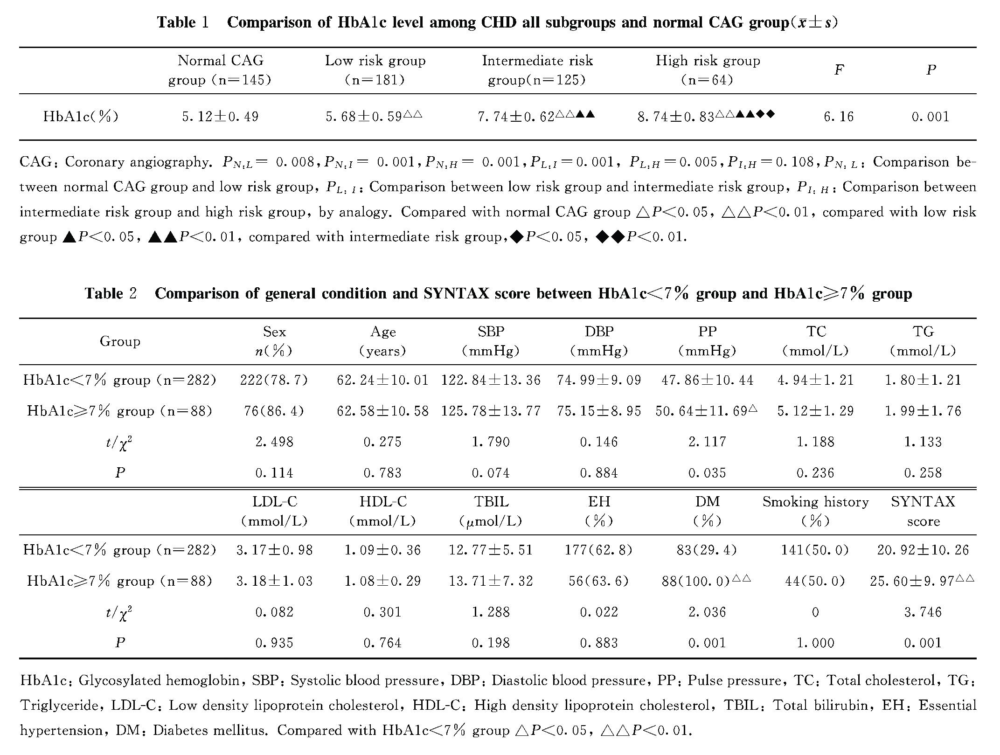 Table 1 Comparison of HbA1c level among CHD all subgroups and normal CAG group(x̄±s)
Normal CAG group (n=145) Low risk group (n=181) Intermediate risk group(n=125) High risk group (n=64) F P
HbA1c(%) 5.12±0.49 5.68±0.59△△ 7.74±0.62△△▲▲ 8.74±0.83△△▲▲◆◆ 6.16 0.001
CAG: Coronary angiography. PN:L= 0.008,PN:I= 0.001,PN:H= 0.001,PL:I=0.001, PL:H=0.005,PI:H=0.108,PN: L: Comparison be-
tween normal CAG group and low risk group, PL: I: Comparison between low risk group and intermediate risk group, PI: H: Comparison between
intermediate risk group and high risk group, by analogy. Compared with normal CAG group △P<0.05, △△P<0.01, compared with low risk
group ▲P<0.05, ▲▲P<0.01, compared with intermediate risk group,◆P<0.05, ◆◆P<0.01.
Table 2 Comparison of general condition and SYNTAX score between HbA1c<7% group and HbA1c⩾7% group
Group Sex n(%) Age (years) SBP (mmHg) DBP (mmHg) PP (mmHg) TC (mmol/L) TG (mmol/L)
HbA1c<7% group (n=282) 222(78.7) 62.24±10.01 122.84±13.36 74.99±9.09 47.86±10.44 4.94±1.21 1.80±1.21
HbA1c⩾7% group (n=88) 76(86.4) 62.58±10.58 125.78±13.77 75.15±8.95 50.64±11.69△ 5.12±1.29 1.99±1.76
t/χ² 2.498 0.275 1.790 0.146 2.117 1.188 1.133
P 0.114 0.783 0.074 0.884 0.035 0.236 0.258
LDL-C (mmol/L) HDL-C (mmol/L) TBIL (μmol/L) EH (%) DM (%) Smoking history (%) SYNTAX score
HbA1c<7% group (n=282) 3.17±0.98 1.09±0.36 12.77±5.51 177(62.8) 83(29.4) 141(50.0) 20.92±10.26
HbA1c⩾7% group (n=88) 3.18±1.03 1.08±0.29 13.71±7.32 56(63.6) 88(100.0)△△ 44(50.0) 25.60±9.97△△
t/χ² 0.082 0.301 1.288 0.022 2.036 0 3.746
P 0.935 0.764 0.198 0.883 0.001 1.000 0.001
HbA1c: Glycosylated hemoglobin, SBP: Systolic blood pressure, DBP: Diastolic blood pressure, PP: Pulse pressure, TC: Total cholesterol, TG:
Triglyceride, LDL-C: Low density lipoprotein cholesterol, HDL-C: High density lipoprotein cholesterol, TBIL: Total bilirubin, EH: Essential
hypertension, DM: Diabetes mellitus. Compared with HbA1c<7% group △P<0.05, △△P<0.01.